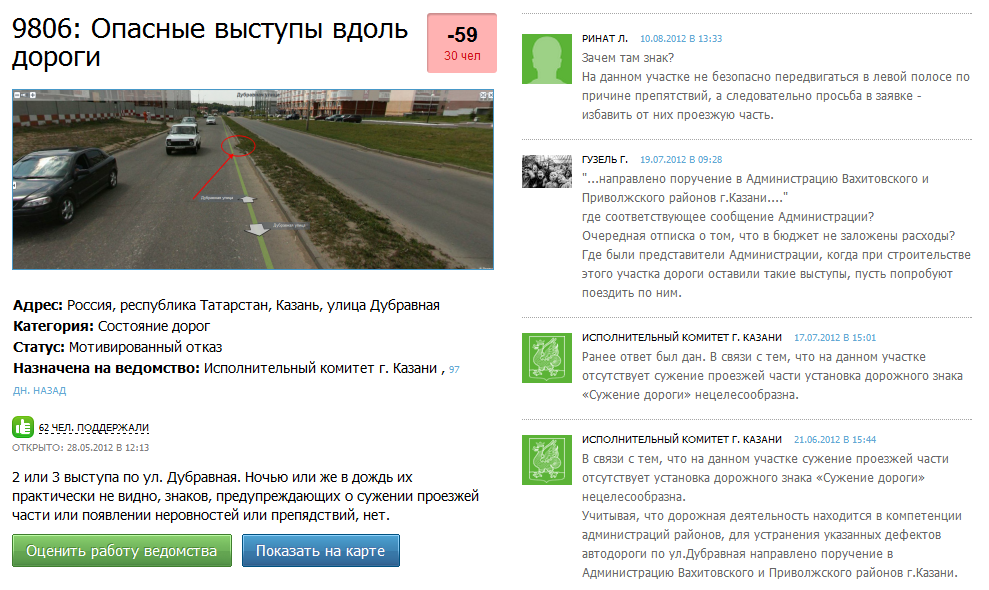 9806: Опасные выступы вдоль
дороги
-59
30 чел
Дубравная улица
Дубравная улица
Дубравная улица
Адрес: Россия, республика Татарстан, Казань, улица Дубравная
Категория: Состояние дорог
Статус: Мотивированный отказ
Назначена на ведомство: Исполнительный комитет г. Казани , 97
ДН. НАЗАД
62 ЧЕЛ. ПОДДЕРЖАЛИ
ОТКРЫТО: 28.05.2012 В 12:13
2 или 3 выступа по ул. Дубравная. Ночью или же в дождь их
практически не видно, знаков, предупреждающих о сужении проезжей
части или появлении неровностей или препядствий, нет.
Оценить работу ведомства
Показать на карте
РИНАТ Л. 10.08.2012 В 13:33
Зачем там знак?
На данном участке не безопасно передвигаться в левой полосе по
причине препятствий, а следовательно просьба в заявке -
избавить от них проезжую часть.
ГУЗЕЛЬ Г. 19.07.2012 В 09:28
"...направлено поручение в Администрацию Вахитовского и
Приволжского районов г.Казани...."
где соответствующее сообщение Администрации?
Очередная отписка о том, что в бюджет не заложены расходы?
Где были представители Администрации, когда при строительстве
этого участка дороги оставили такие выступы, пусть попробуют
поездить по ним.
ИСПОЛНИТЕЛЬНЫЙ КОМИТЕТ Г. КАЗАНИ 17.07.2012 В 15:01
Ранее ответ был дан. В связи с тем, что на данном участке
отсутствует сужение проезжей части установка дорожного знака
«Сужение дороги» нецелесообразна.
ИСПОЛНИТЕЛЬНЫЙ КОМИТЕТ Г. КАЗАНИ 21.06.2012 В 15:44
В связи с тем, что на данном участке сужение проезжей части
отсутствует установка дорожного знака «Сужение дороги»
нецелесообразна.
Учитывая, что дорожная деятельность находится в компетенции
администраций районов, для устранения указанных дефектов
автодороги по ул.Дубравная направлено поручение в
Администрацию Вахитовского и Приволжского районов г.Казани.